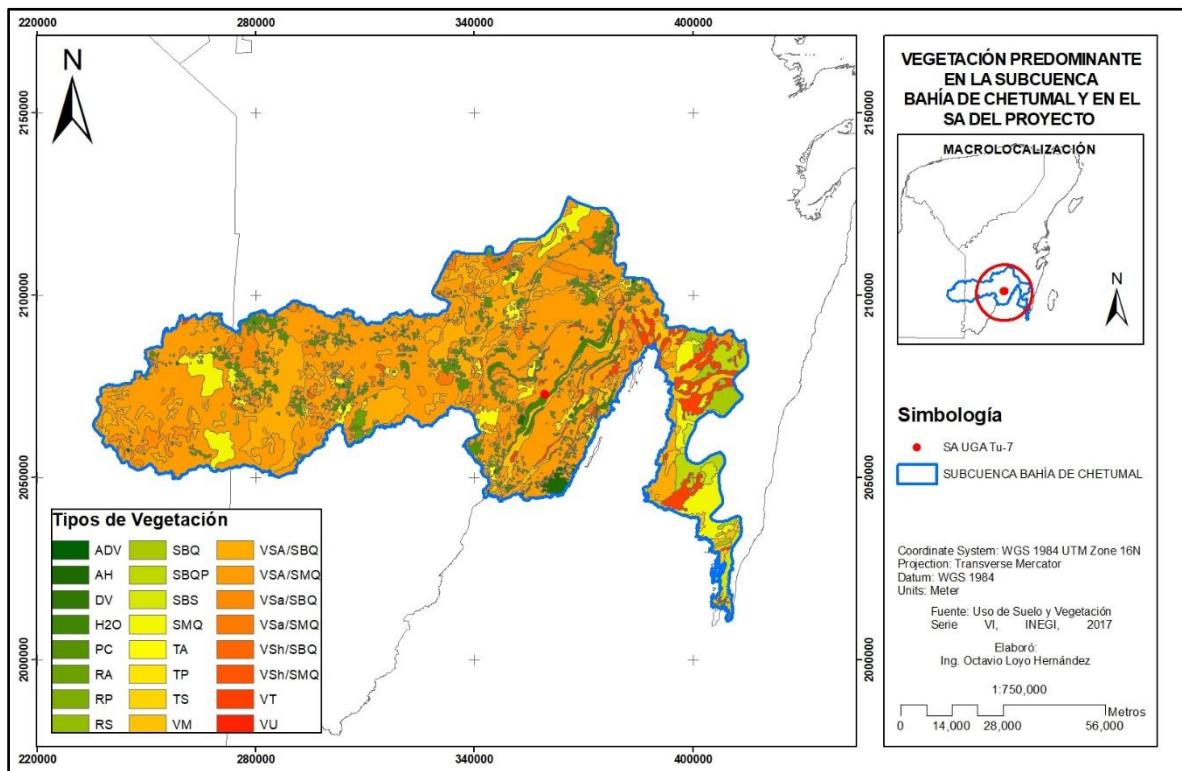 220000
280000
340000
400000
N
2150000
2150000
2100000
2100000
2050000
2050000
2000000
2000000
Tipos de Vegetación
ADV
SBQ
VSA/SBQ
AH
SBQP
VSA/SMQ
DV
SBS
VSa/SBQ
H2O
SMQ
VSa/SMQ
PC
TA
VSh/SBQ
RA
TP
VSh/SMQ
RP
TS
VT
RS
VM
VU
220000
280000
340000
400000
VEGETACIÓN PREDOMINANTE
EN LA SUBCUENCA
BAHÍA DE CHETUMAL Y EN EL
SA DEL PROYECTO
MACROLOCALIZACIÓN
N
Simbología
SA UGA Tu-7
SUBCUENCA BAHÍA DE CHETUMAL
Coordinate System: WGS 1984 UTM Zone 16N
Projection: Transverse Mercator
Datum: WGS 1984
Units: Meter
Fuente: Uso de Suelo y Vegetación
Serie VI, INEGI, 2017
Elaboró:
Ing. Octavio Loyo Hernández
1:750,000
Metros
0 14,000 28,000 56,000